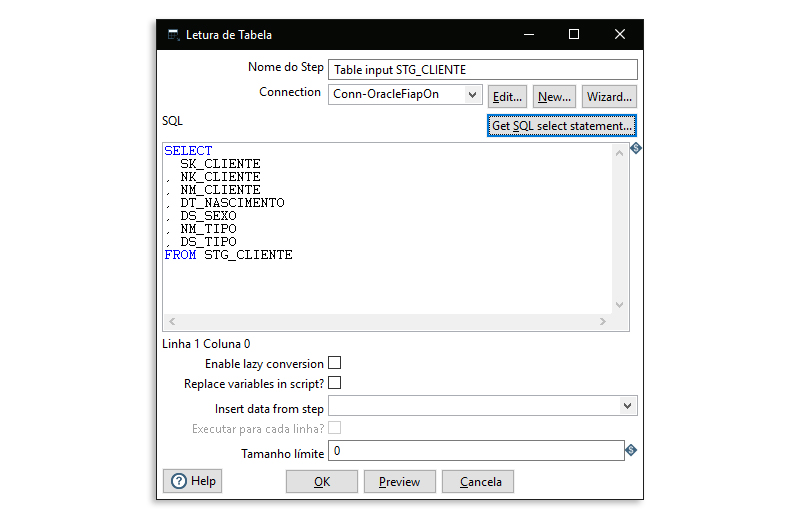 Letura de Tabela
Nome do Step Table input STG_CLIENTE
Connection Conn-OracleFiapOn Edit... New... Wizard...
SQL Get SQL select statement...
SELECT
SK_CLIENTE
, NK_CLIENTE
, NM_CLIENTE
, DT_NASCIMENTO
, DS_SEXO
, NM_TIPO
, DS_TIPO
FROM STG_CLIENTE
Linha 1 Coluna 0
Enable lazy conversion
Replace variables in script?
Insert data from step
Executar para cada linha?
Tamanho límite 0
Help OK Preview Cancela